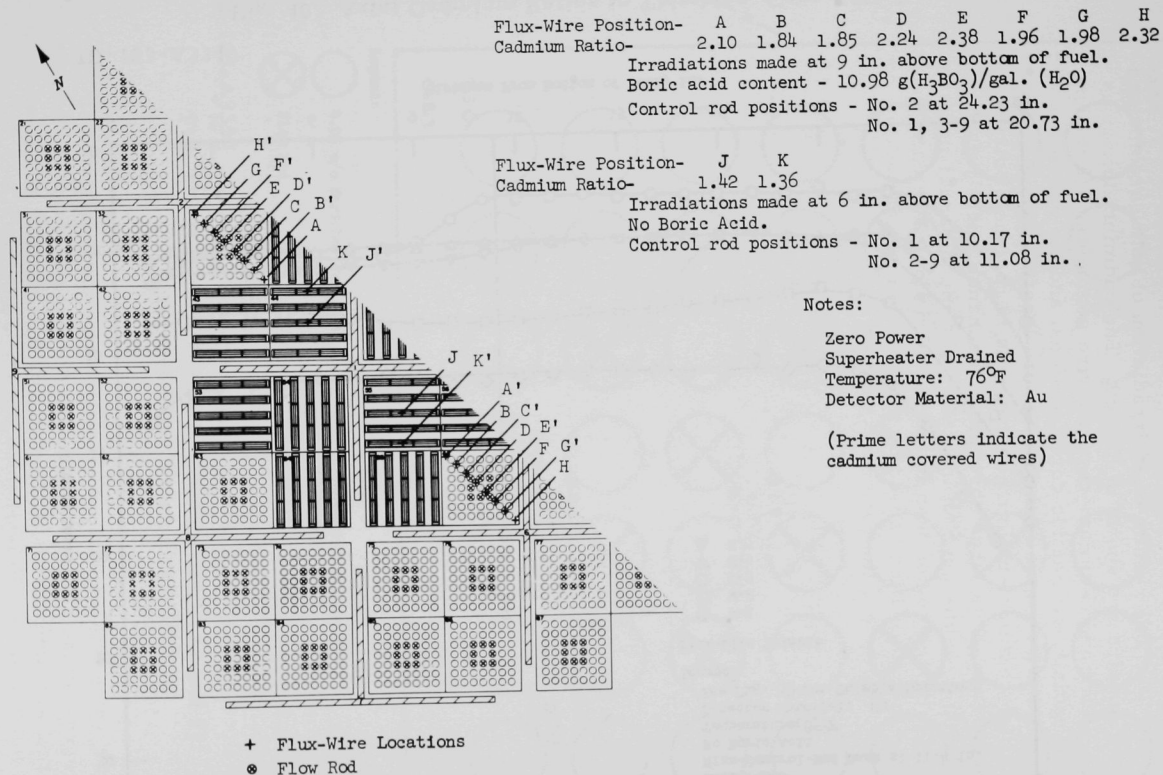 Flux-Wire Position- A B C D E F G H
Cadmium Ratio- 2.10 1.84 1.85 2.24 2.38 1.96 1.98 2.32
Irradiations made at 9 in. above bottom of fuel.
Boric acid content - 10.98 g(H3BO3)/gal. (H2O)
Control rod positions - No. 2 at 24.23 in.
No. 1, 3-9 at 20.73 in.
Flux-Wire Position- J K
Cadmium Ratio- 1.42 1.36
Irradiations made at 6 in. above bottom of fuel.
No Boric Acid.
Control rod positions - No. 1 at 10.17 in.
No. 2-9 at 11.08 in.
Notes:
Zero Power
Superheater Drained
Temperature: 76°F
Detector Material: Au
(Prime letters indicate the
cadmium covered wires)
N
H'
G
F'
E
D'
C
B'
A
K
J'
J
K'
A'
B
C'
D
E'
F
G'
H
+ Flux-Wire Locations
⊗ Flow Rod